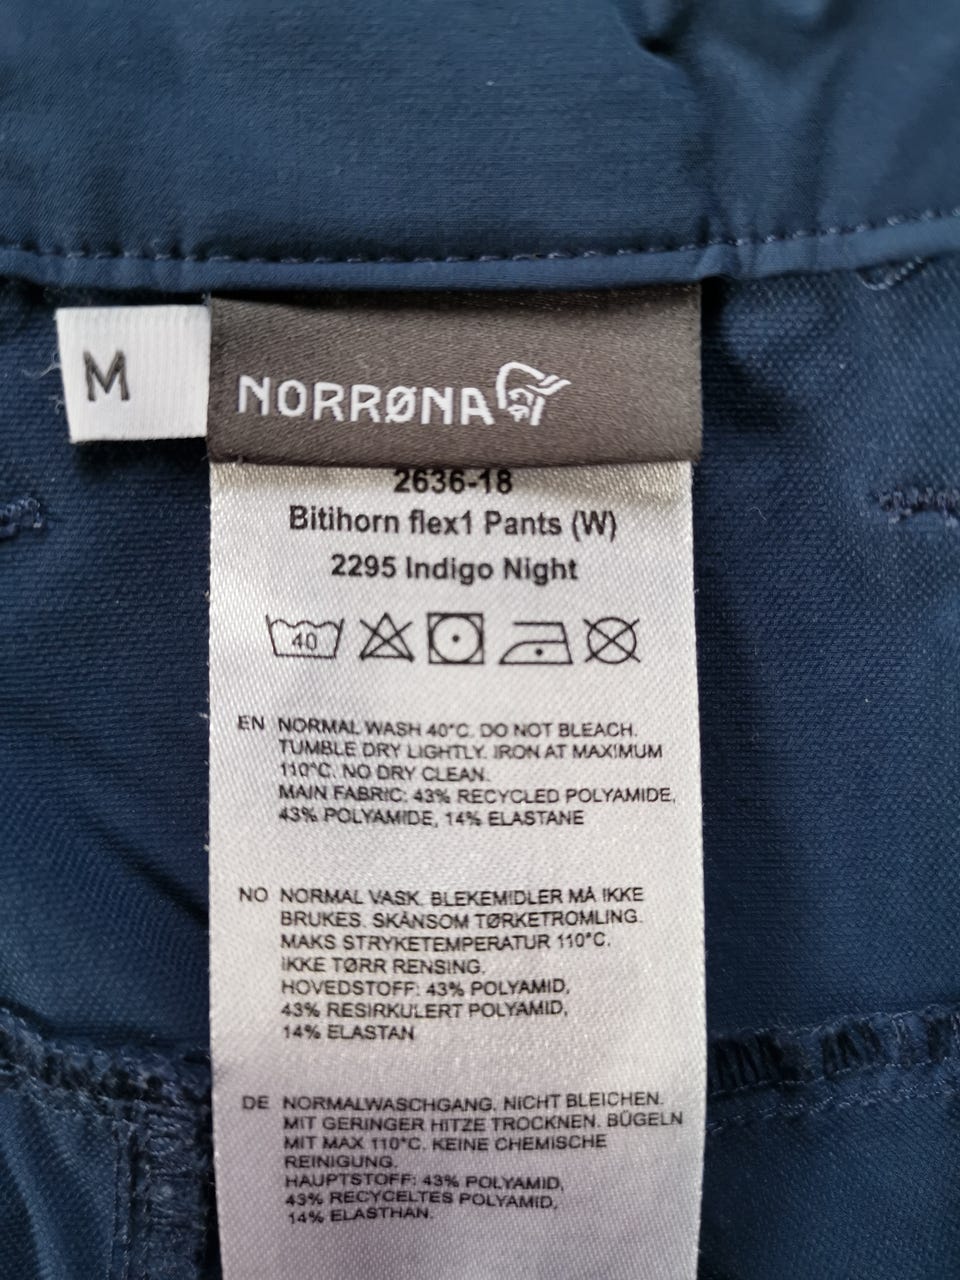 M
NORRØNA
2636-18
Bitihorn flex1 Pants (W)
2295 Indigo Night
40
EN NORMAL WASH 40°C. DO NOT BLEACH.
TUMBLE DRY LIGHTLY. IRON AT MAXIMUM
110°C. NO DRY CLEAN.
MAIN FABRIC: 43% RECYCLED POLYAMIDE,
43% POLYAMIDE, 14% ELASTANE
NO NORMAL VASK. BLEKEMIDLER MÅ IKKE
BRUKES. SKÅNSOM TØRKETROMLING.
MAKS STRYKETEMPERATUR 110°C.
IKKE TØRR RENSING.
HOVEDSTOFF: 43% POLYAMID,
43% RESIRKULERT POLYAMID,
14% ELASTAN
DE NORMALWASCHGANG. NICHT BLEICHEN.
MIT GERINGER HITZE TROCKNEN. BÜGELN
MIT MAX 110°C. KEINE CHEMISCHE
REINIGUNG.
HAUPTSTOFF: 43% POLYAMID,
43% RECYCELTES POLYAMID,
14% ELASTHAN.